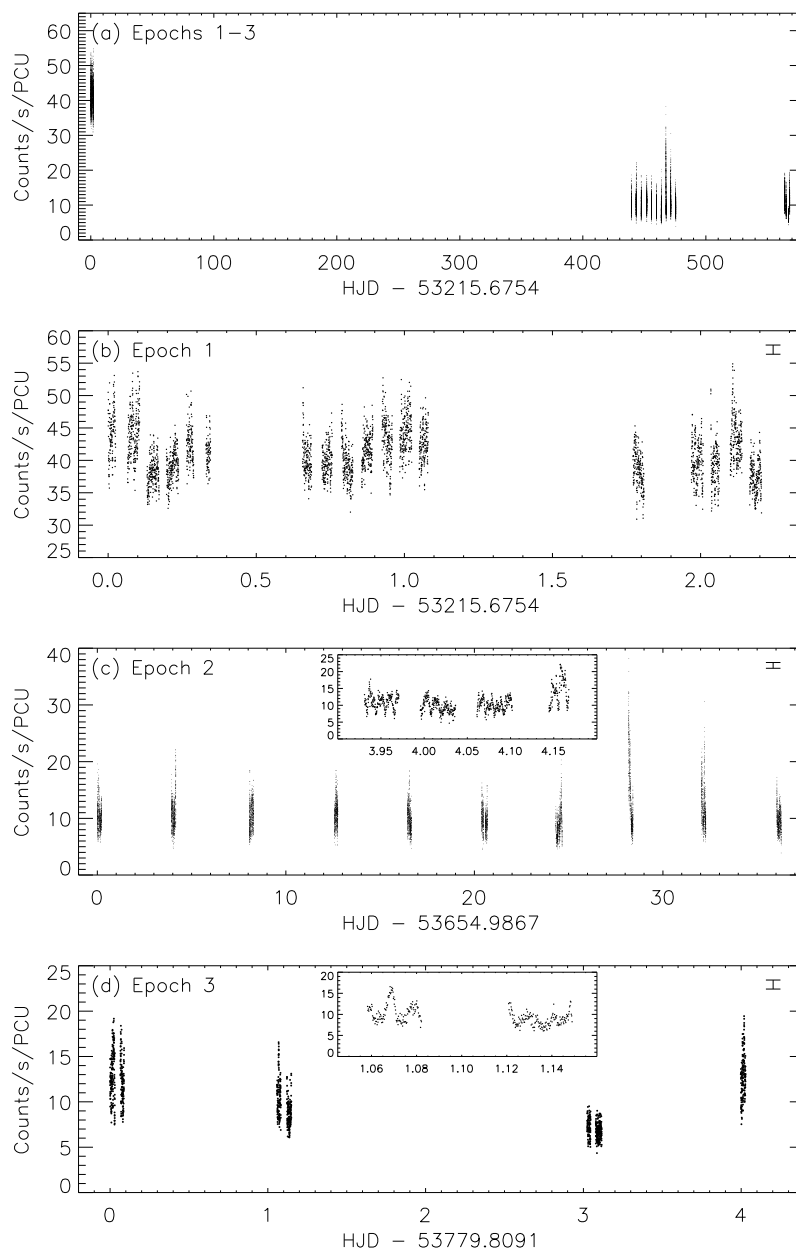 (a) Epochs 1-3
Counts/s/PCU
60
50
40
30
20
10
0
0 100 200 300 400 500
HJD - 53215.6754
(b) Epoch 1
Counts/s/PCU
60
55
50
45
40
35
30
25
0.0 0.5 1.0 1.5 2.0
HJD - 53215.6754
(c) Epoch 2
Counts/s/PCU
40
30
20
10
0
25
20
15
10
5
0
3.95 4.00 4.05 4.10 4.15
0 10 20 30
HJD - 53654.9867
(d) Epoch 3
Counts/s/PCU
25
20
15
10
5
0
20
15
10
5
0
1.06 1.08 1.10 1.12 1.14
0 1 2 3 4
HJD - 53779.8091